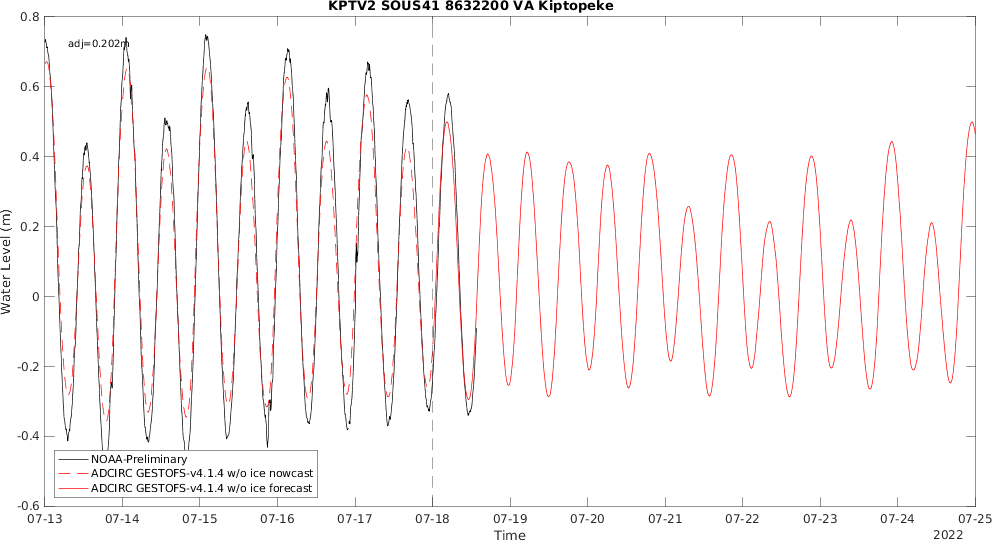 KPTV2 SOUS41 8632200 VA Kiptopeke
adj=0.202m
Water Level (m)
0.8
0.6
0.4
0.2
0
-0.2
-0.4
-0.6
NOAA-Preliminary
ADCIRC GESTOFS-v4.1.4 w/o ice nowcast
ADCIRC GESTOFS-v4.1.4 w/o ice forecast
07-13 07-14 07-15 07-16 07-17 07-18 07-19 07-20 07-21 07-22 07-23 07-24 07-25
Time
2022